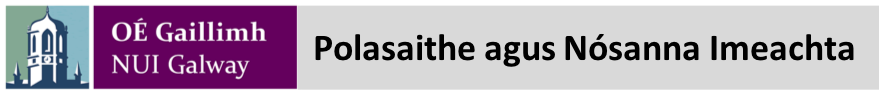 OÉ Gaillimh
NUI Galway
Polasaithe agus Nósanna Imeachta